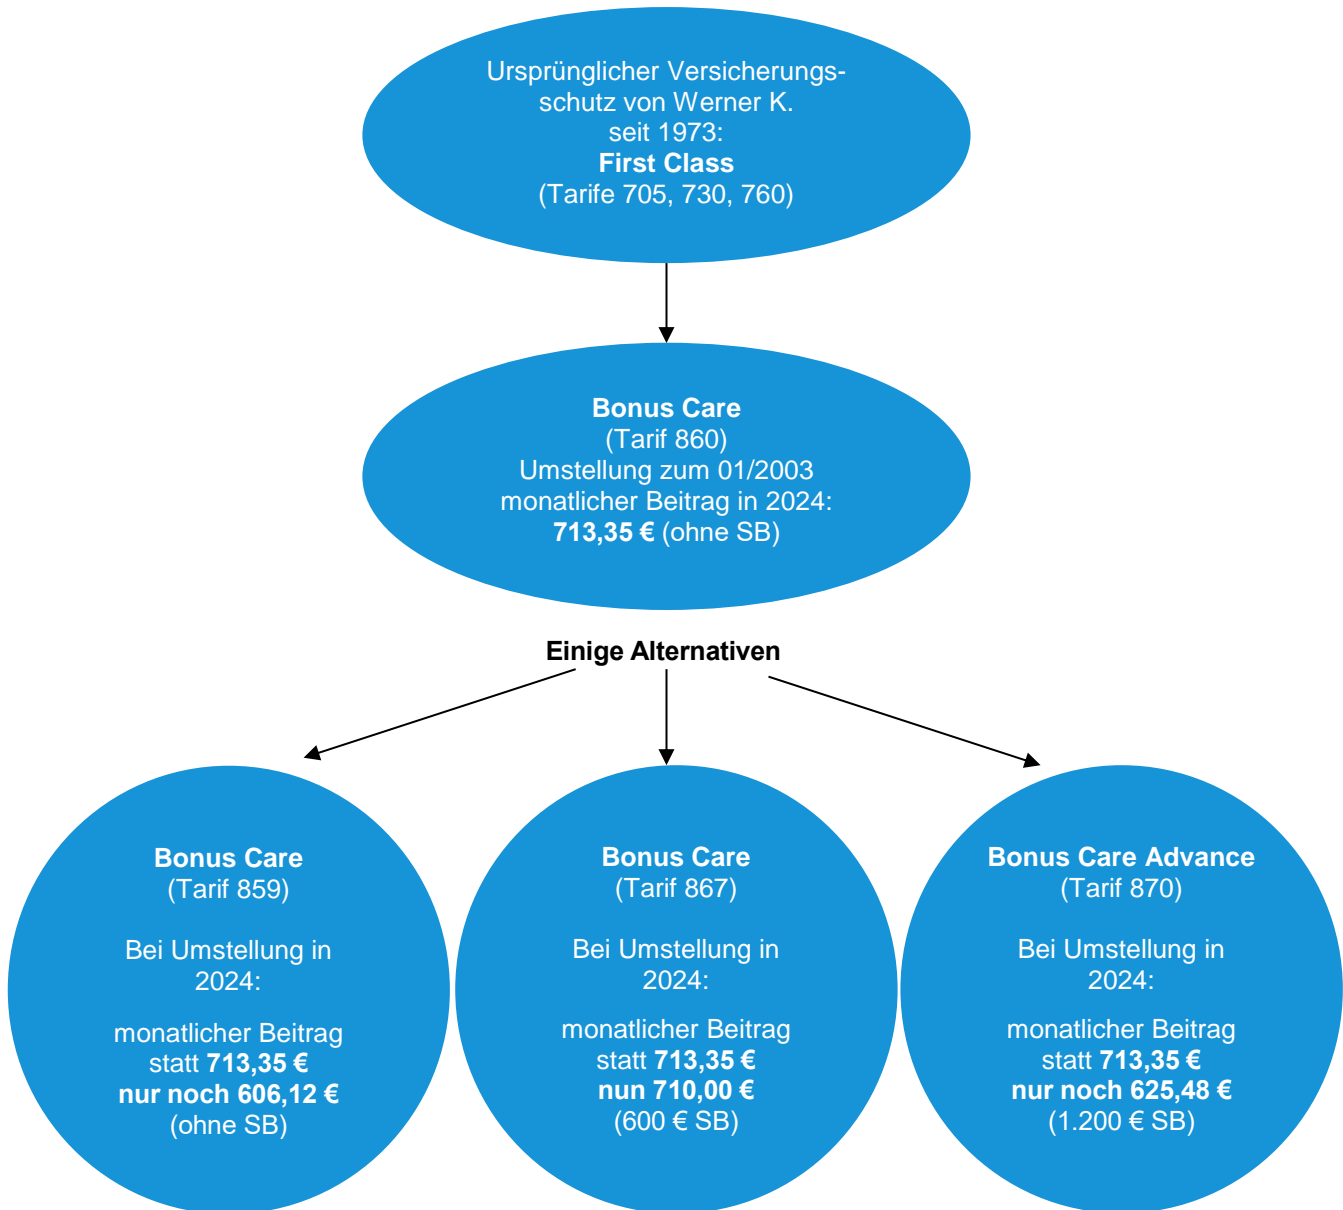 Ursprünglicher Versicherungs-
schutz von Werner K.
seit 1973:
First Class
(Tarife 705, 730, 760)
Bonus Care
(Tarif 860)
Umstellung zum 01/2003
monatlicher Beitrag in 2024:
713,35 € (ohne SB)
Einige Alternativen
Bonus Care
(Tarif 859)
Bei Umstellung in
2024:
monatlicher Beitrag
statt 713,35 €
nur noch 606,12 €
(ohne SB)
Bonus Care
(Tarif 867)
Bei Umstellung in
2024:
monatlicher Beitrag
statt 713,35 €
nun 710,00 €
(600 € SB)
Bonus Care Advance
(Tarif 870)
Bei Umstellung in
2024:
monatlicher Beitrag
statt 713,35 €
nur noch 625,48 €
(1.200 € SB)